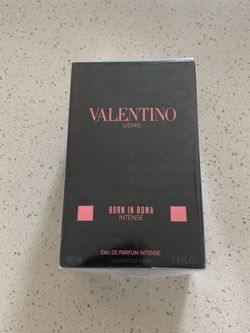 VALENTINO
UOMO
BORN IN ROMA
INTENSE
EAU DE PARFUM INTENSE
100 ml
3.4 FL.OZ